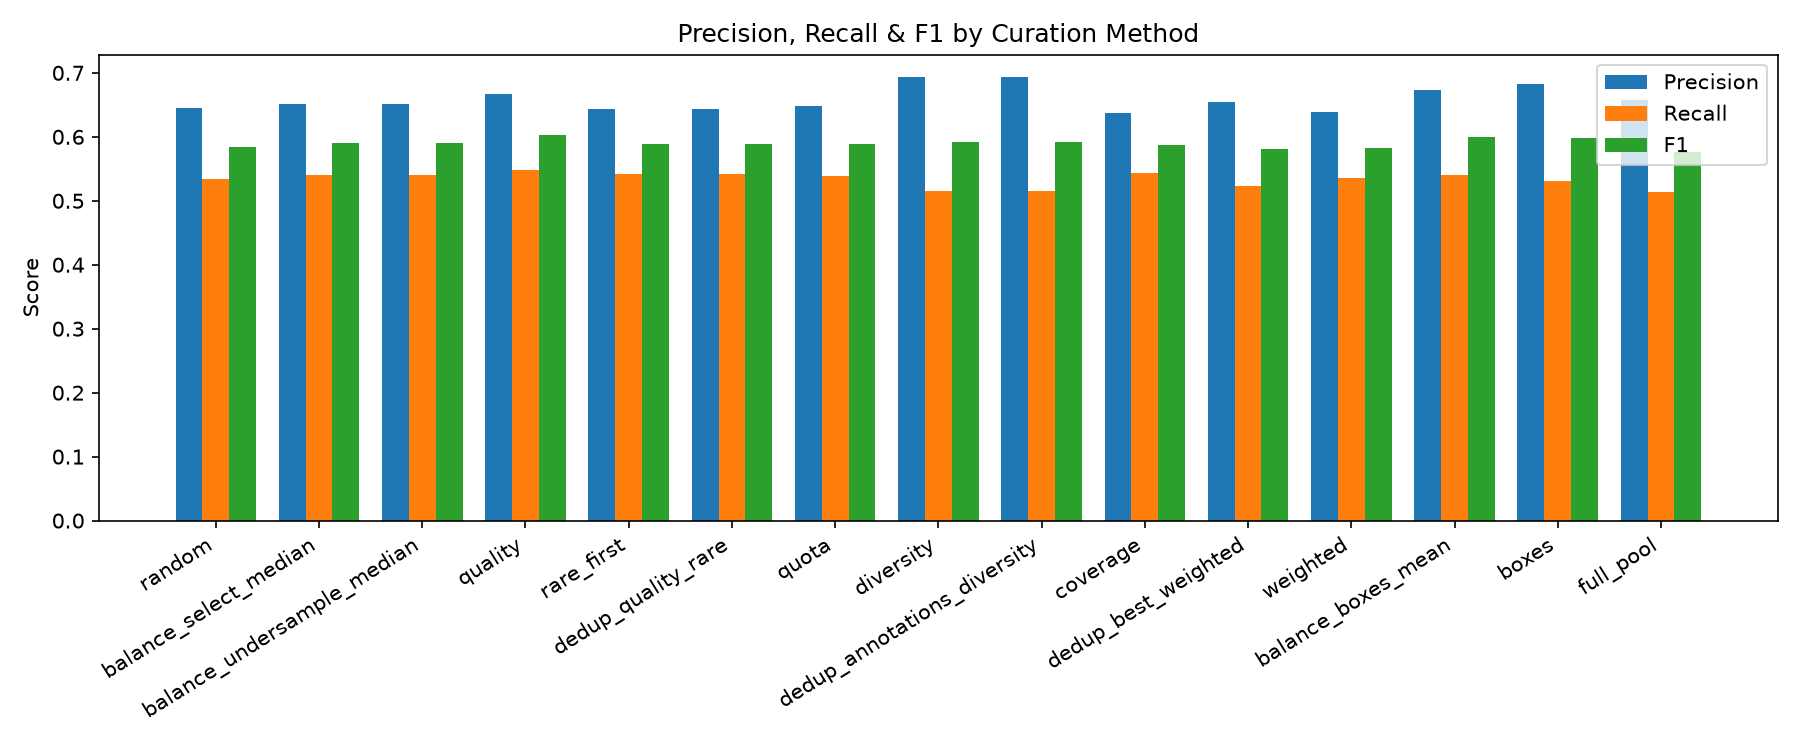 Precision, Recall & F1 by Curation Method
Score
0.7
0.6
0.5
0.4
0.3
0.2
0.1
0.0
Precision
Recall
F1
random
balance_select_median
balance_undersample_median
quality
rare_first
dedup_quality_rare
quota
diversity
dedup_annotations_diversity
coverage
dedup_best_weighted
weighted
balance_boxes_mean
boxes
full_pool